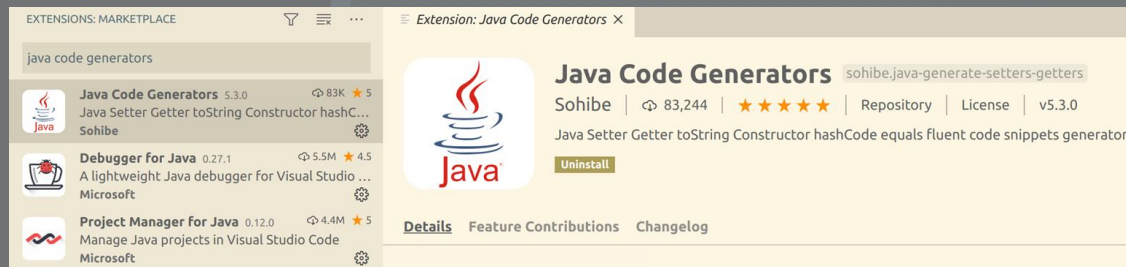 EXTENSIONS: MARKETPLACE
java code generators
Java Code Generators 5.3.0 83K 5
Java Setter Getter toString Constructor hashC...
Sohibe
Debugger for Java 0.27.1 5.5M 4.5
A lightweight Java debugger for Visual Studio ...
Microsoft
Project Manager for Java 0.12.0 4.4M 5
Manage Java projects in Visual Studio Code
Microsoft
Java
Extension: Java Code Generators
Java
Java Code Generators sohibe.java-generate-setters-getters
Sohibe 83,244 Repository License v5.3.0
Java Setter Getter toString Constructor hashCode equals fluent code snippets generator
Uninstall
Details Feature Contributions Changelog